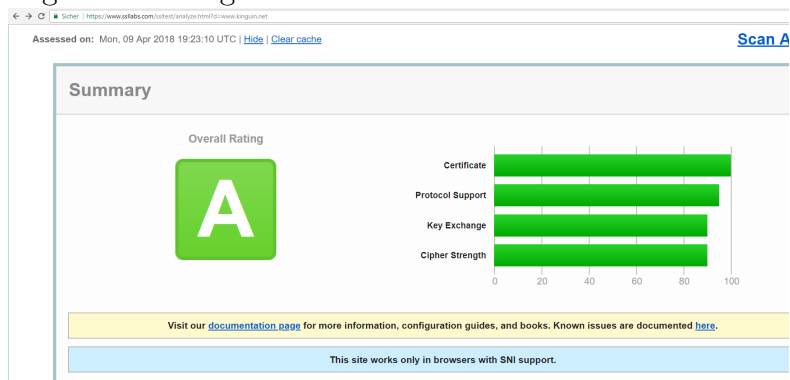 Sicher | https://www.ssllabs.com/ssltest/analyze.html?d=www.kinguin.net
Assessed on: Mon, 09 Apr 2018 19:23:10 UTC | Hide | Clear cache
Scan A
Summary
Overall Rating
A
Certificate
Protocol Support
Key Exchange
Cipher Strength
0 20 40 60 80 100
Visit our documentation page for more information, configuration guides, and books. Known issues are documented here.
This site works only in browsers with SNI support.